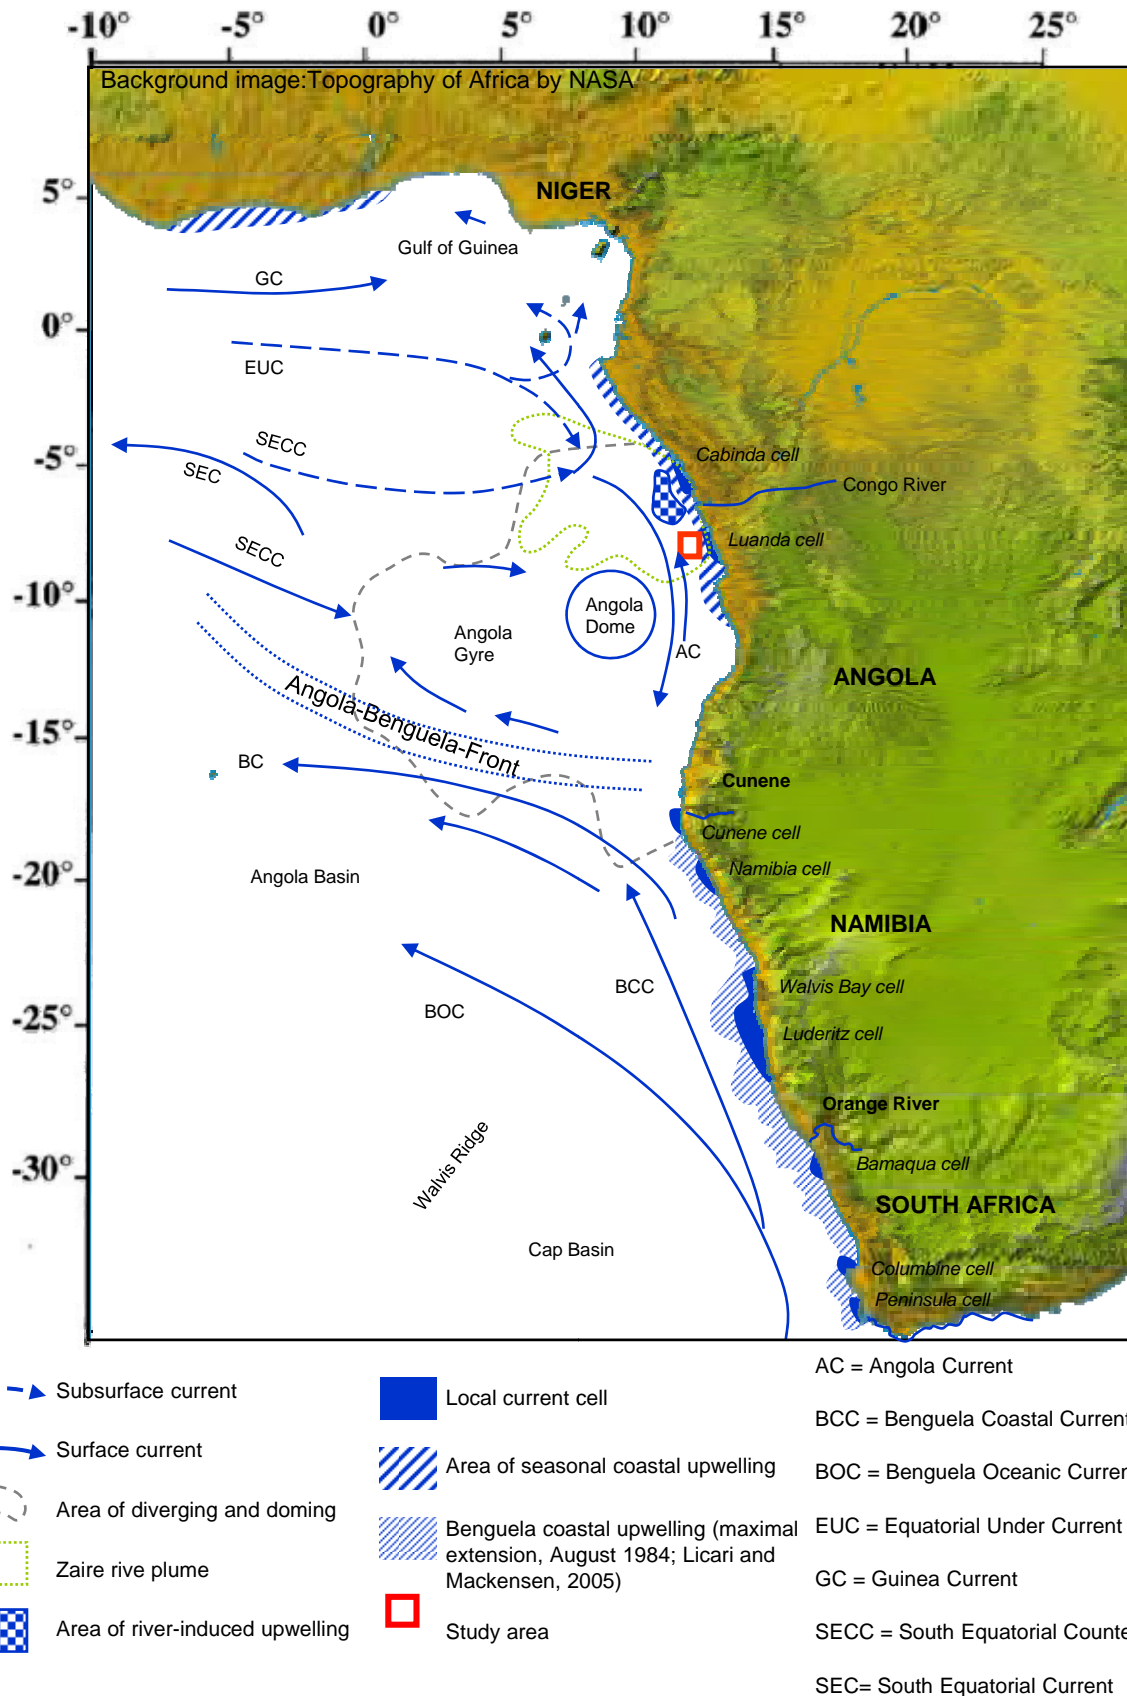 -10° -5° 0° 5° 10° 15° 20° 25°
Background image:Topography of Africa by NASA
5°
NIGER
Gulf of Guinea
GC
0°
EUC
SECC
-5°
SEC
Cabinda cell
Congo River
SECC
Luanda cell
-10°
Angola
Dome
Angola
Gyre
AC
ANGOLA
Angola-Benguela-Front
-15°
BC
Cunene
Cunene cell
Namibia cell
-20°
Angola Basin
NAMIBIA
BCC
Walvis Bay cell
BOC
-25°
Luderitz cell
Orange River
Walvis Ridge
-30°
Bamaqua cell
SOUTH AFRICA
Cap Basin
Columbine cell
Peninsula cell
Subsurface current
Surface current
Area of diverging and doming
Zaire rive plume
Area of river-induced upwelling
Local current cell
Area of seasonal coastal upwelling
Benguela coastal upwelling (maximal
extension, August 1984; Licari and
Mackensen, 2005)
Study area
AC = Angola Current
BCC = Benguela Coastal Current
BOC = Benguela Oceanic Curren
EUC = Equatorial Under Current
GC = Guinea Current
SECC = South Equatorial Counte
SEC= South Equatorial Current